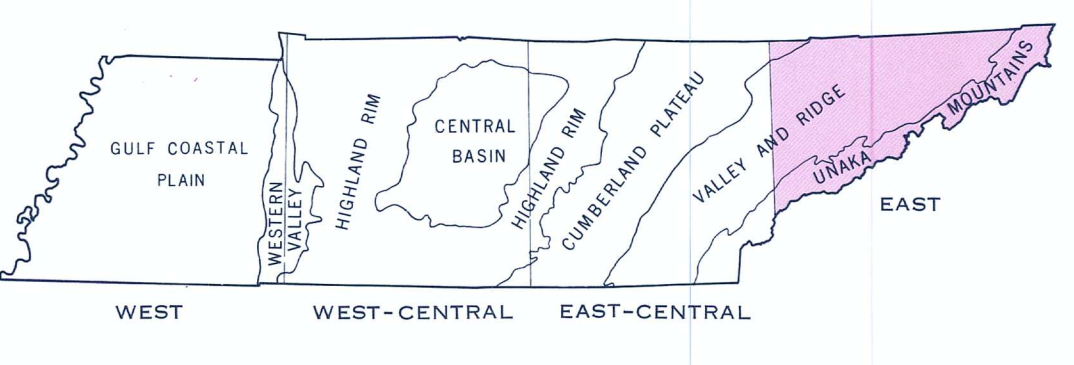 GULF COASTAL
PLAIN
WESTERN
VALLEY
HIGHLAND RIM
CENTRAL
BASIN
HIGHLAND RIM
CUMBERLAND PLATEAU
VALLEY AND RIDGE
UNAKA MOUNTAINS
EAST
WEST
WEST-CENTRAL
EAST-CENTRAL